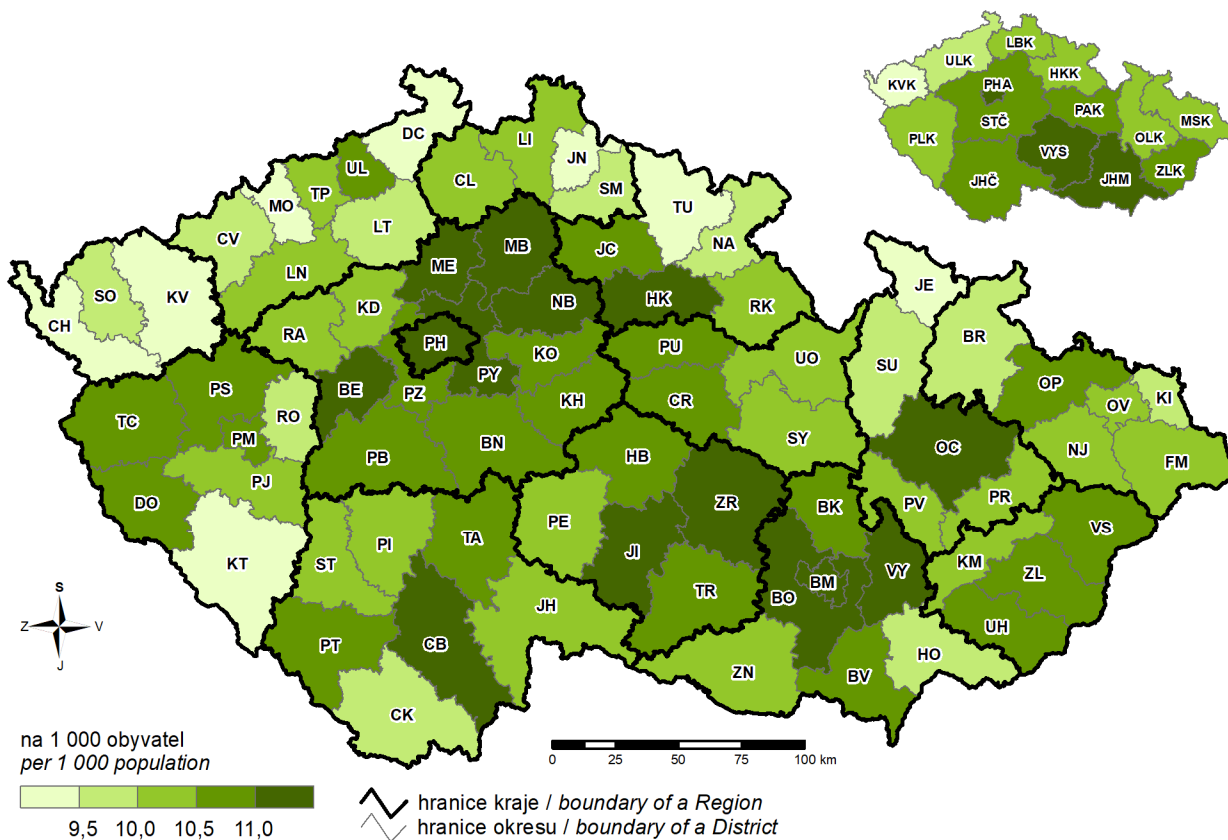 LBK
ULK
HKK
KVK
PHA
PAK
STČ
MSK
PLK
OLK
VYS
ZLK
JHČ
JHM
DC
LI
JN
UL
CL
SM
TP
MO
TU
LT
CV
NA
MB
JC
ME
LN
SO
KV
NB
HK
KD
RK
JE
CH
RA
BR
PH
KO
PU
UO
SU
BE
PY
OP
PS
PZ
KH
CR
KI
OV
RO
TC
PM
BN
SY
OC
NJ
PB
HB
FM
PJ
DO
ZR
PR
BK
PV
VS
PE
TA
PI
JI
KT
ST
KM
VY
ZL
BM
TR
BO
JH
UH
PT
CB
HO
ZN
BV
CK
S
Z V
J
na 1 000 obyvatel
per 1 000 population
9,5 10,0 10,5 11,0
0 25 50 75 100 km
hranice kraje / boundary of a Region
hranice okresu / boundary of a District